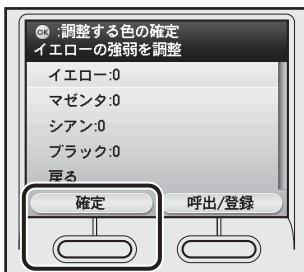 OK :調整する色の確定
イエローの強弱を調整
イエロー:0
マゼンタ:0
シアン:0
ブラック:0
戻る
確定 呼出/登録